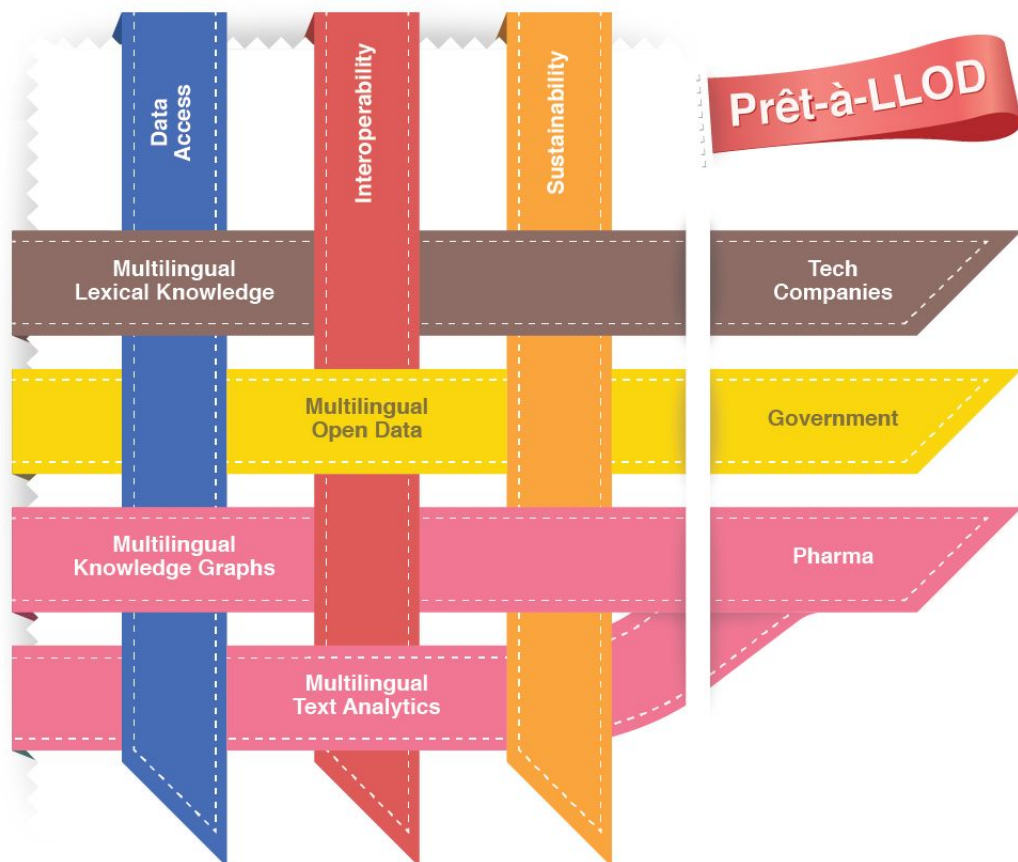 Data
Access
Interoperability
Sustainability
Prêt-à-LLOD
Multilingual
Lexical Knowledge
Tech
Companies
Multilingual
Open Data
Government
Multilingual
Knowledge Graphs
Pharma
Multilingual
Text Analytics